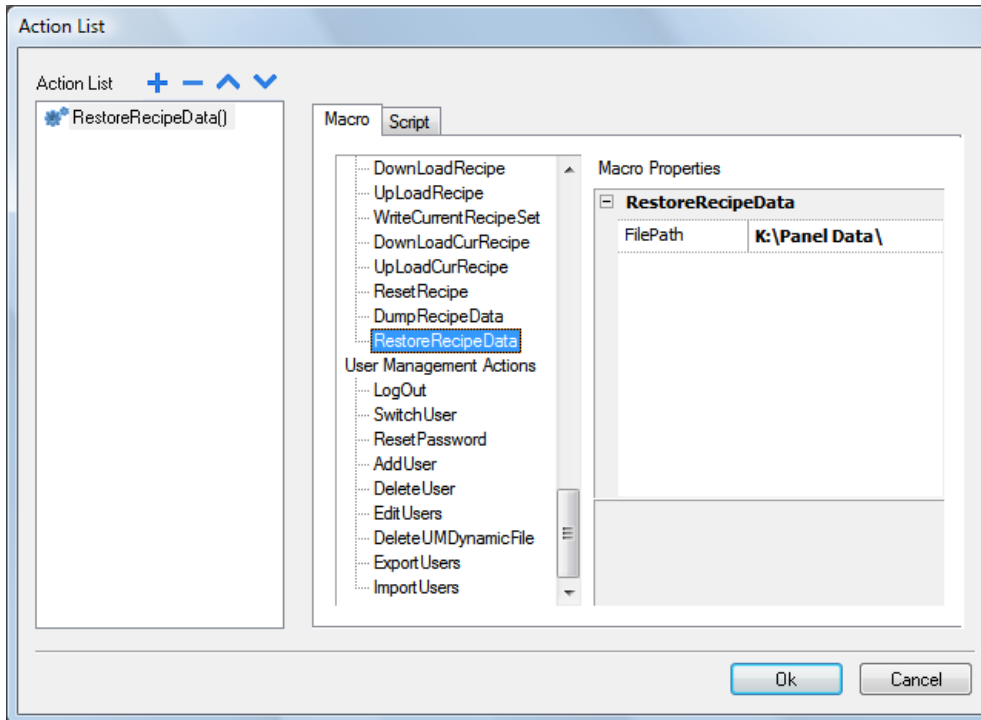 Action List
Action List
RestoreRecipeData()
Macro
Script
DownLoadRecipe
UpLoadRecipe
WriteCurrentRecipeSet
DownLoadCurRecipe
UpLoadCurRecipe
ResetRecipe
DumpRecipeData
RestoreRecipeData
User Management Actions
LogOut
SwitchUser
ResetPassword
AddUser
DeleteUser
EditUsers
DeleteUMDynamicFile
ExportUsers
ImportUsers
Macro Properties
RestoreRecipeData
FilePath K:\Panel Data\
Ok
Cancel